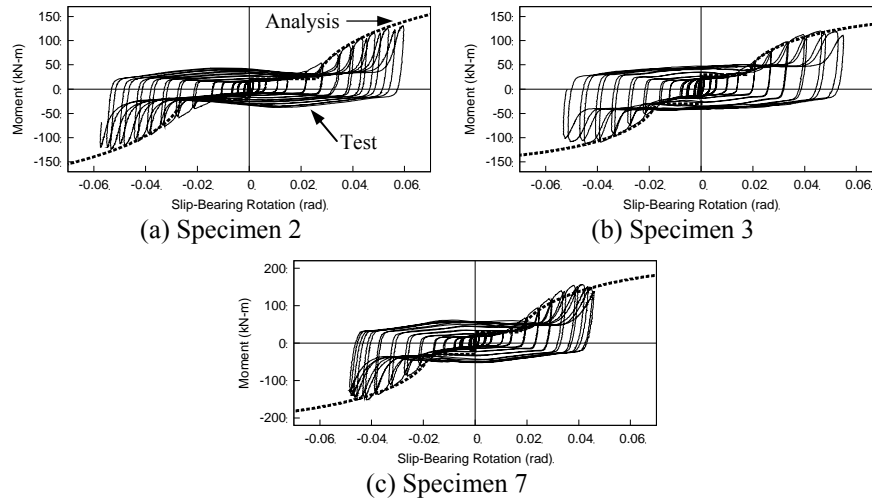 Analysis
Test
Moment (kN-m)
150
100
50
0
-50
-100
-150
-0.06 -0.04 -0.02 0. 0.02 0.04 0.06
Slip-Bearing Rotation (rad).
(a) Specimen 2
Moment (kN-m)
150
100
50
0
-50
-100
-150
-0.06 -0.04 -0.02 0. 0.02 0.04 0.06
Slip-Bearing Rotation (rad).
(b) Specimen 3
Moment (kN-m)
200
100
0
-100
-200
-0.06 -0.04 -0.02 0. 0.02 0.04 0.06
Slip-Bearing Rotation (rad).
(c) Specimen 7